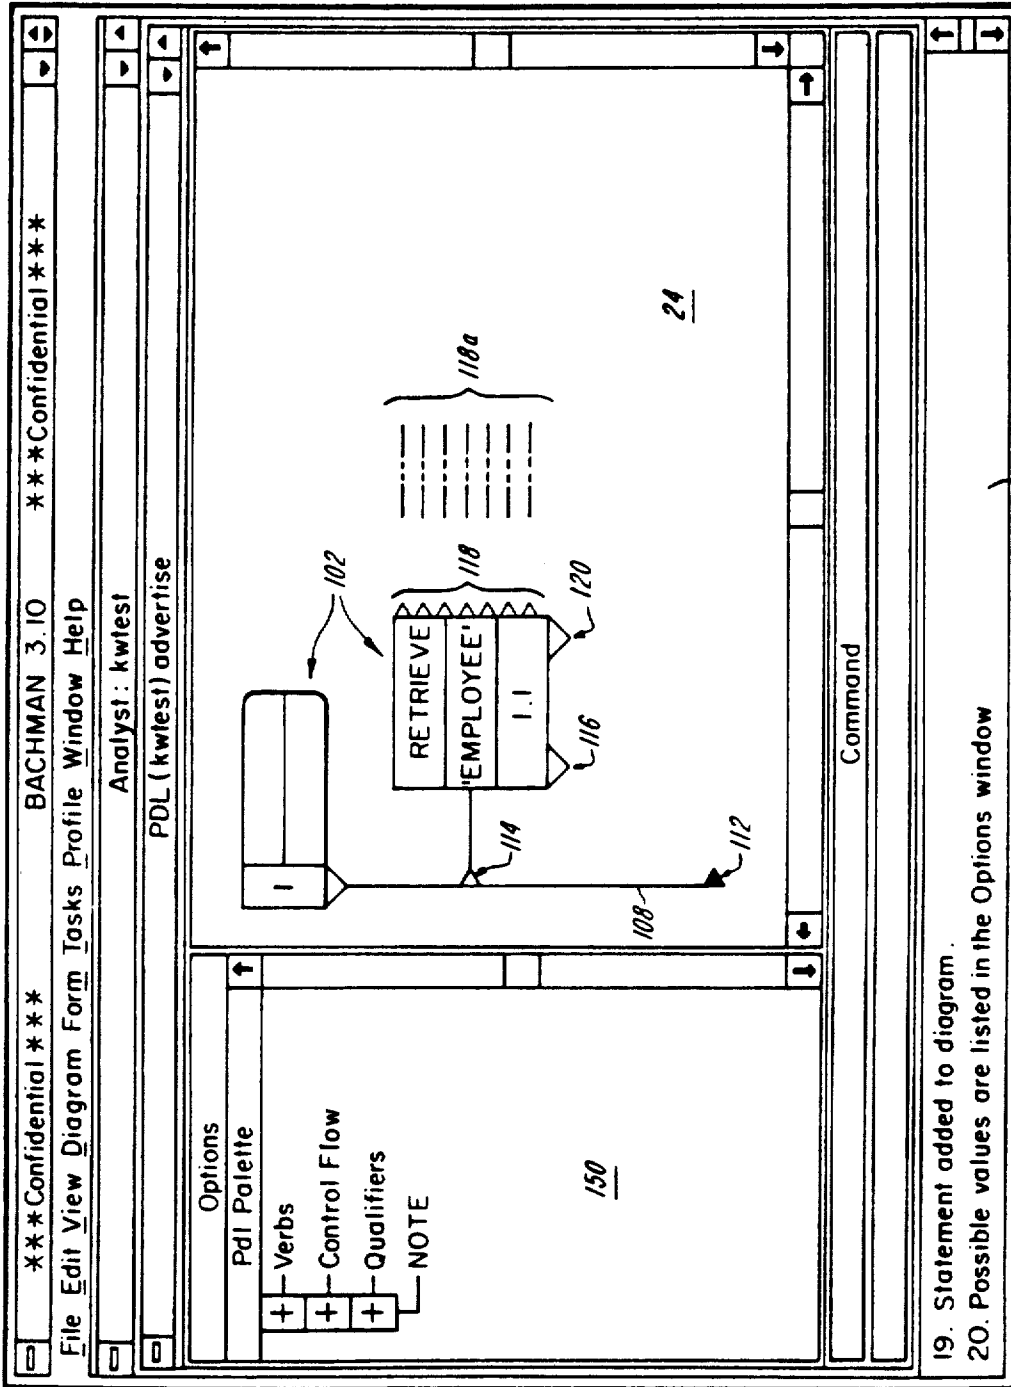 ***Confidential*** BACHMAN 3.10 ***Confidential***
File Edit View Diagram Form Tasks Profile Window Help
Analyst: kwtest
PDL (kwtest) advertise
Options
Pdl Palette
+ Verbs
+ Control Flow
+ Qualifiers
NOTE
150
1
102
RETRIEVE
'EMPLOYEE'
1.1
118
118a
114
116
120
108
112
24
Command
19. Statement added to diagram.
20. Possible values are listed in the Options window